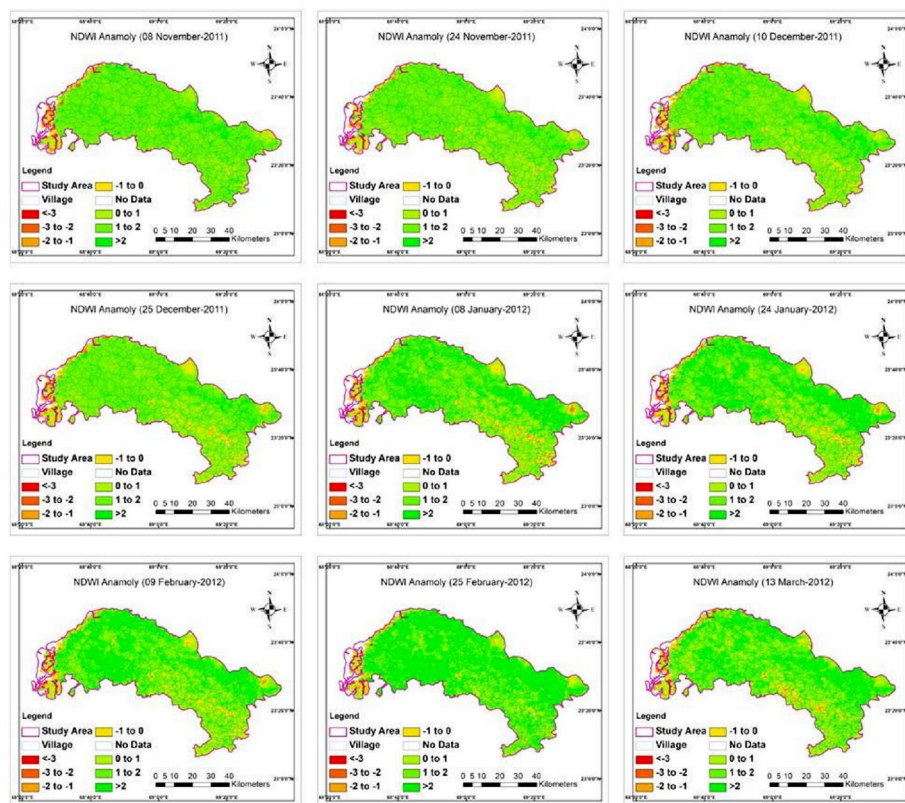 NDWI Anamoly (08 November-2011)
N
W E
S
Legend
Study Area -1 to 0
Village No Data
<-3 0 to 1
-3 to -2 1 to 2
-2 to -1 >2
0 5 10 20 30 40
Kilometers
NDWI Anamoly (24 November-2011)
N
W E
S
Legend
Study Area -1 to 0
Village No Data
<-3 0 to 1
-3 to -2 1 to 2
-2 to -1 >2
0 5 10 20 30 40
Kilometers
NDWI Anamoly (10 December-2011)
N
W E
S
Legend
Study Area -1 to 0
Village No Data
<-3 0 to 1
-3 to -2 1 to 2
-2 to -1 >2
0 5 10 20 30 40
Kilometers
NDWI Anamoly (25 December-2011)
N
W E
S
Legend
Study Area -1 to 0
Village No Data
<-3 0 to 1
-3 to -2 1 to 2
-2 to -1 >2
0 5 10 20 30 40
Kilometers
NDWI Anamoly (08 January-2012)
N
W E
S
Legend
Study Area -1 to 0
Village No Data
<-3 0 to 1
-3 to -2 1 to 2
-2 to -1 >2
0 5 10 20 30 40
Kilometers
NDWI Anamoly (24 January-2012)
N
W E
S
Legend
Study Area -1 to 0
Village No Data
<-3 0 to 1
-3 to -2 1 to 2
-2 to -1 >2
0 5 10 20 30 40
Kilometers
NDWI Anamoly (09 February-2012)
N
W E
S
Legend
Study Area -1 to 0
Village No Data
<-3 0 to 1
-3 to -2 1 to 2
-2 to -1 >2
0 5 10 20 30 40
Kilometers
NDWI Anamoly (25 February-2012)
N
W E
S
Legend
Study Area -1 to 0
Village No Data
<-3 0 to 1
-3 to -2 1 to 2
-2 to -1 >2
0 5 10 20 30 40
Kilometers
NDWI Anamoly (13 March-2012)
N
W E
S
Legend
Study Area -1 to 0
Village No Data
<-3 0 to 1
-3 to -2 1 to 2
-2 to -1 >2
0 5 10 20 30 40
Kilometers